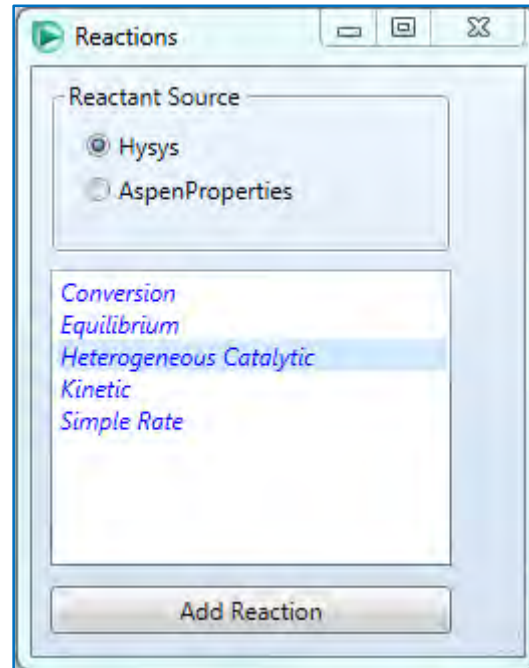 Reactions
Reactant Source
Hysys
AspenProperties
Conversion
Equilibrium
Heterogeneous Catalytic
Kinetic
Simple Rate
Add Reaction